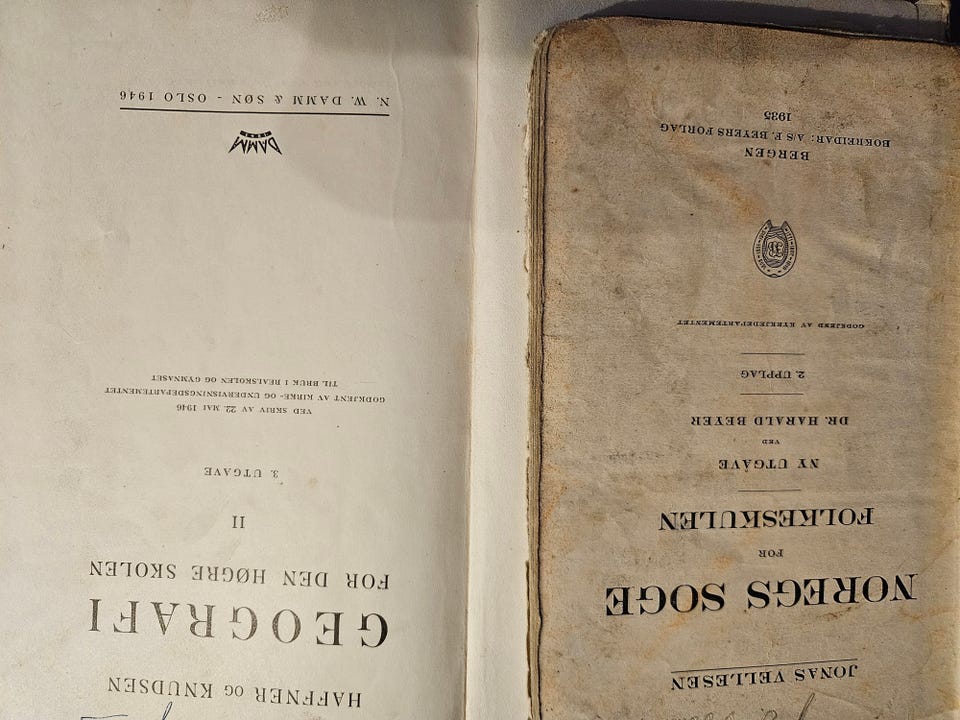 JONAS VELLESEN
NOREGS SOGE
FOR
FOLKESKULEN
NY UTGÅVE
VED
DR. HARALD BEYER
2. UPPLAG
GODKJEND AV KYRKJEDEPARTEMENTET
BERGEN
BOKREIDAR: A/S F. BEYERS FORLAG
1935
HAFFNER OG KNUDSEN
GEOGRAFI
FOR DEN HØGRE SKOLEN
II
3. UTGAVE
VED SKRIV AV 22. MAI 1946
GODKJENT AV KIRKE- OG UNDERVISNINGSDEPARTEMENTET
TIL BRUK I REALSKOLEN OG GYMNASET
DAMM
1843
N. W. DAMM & SØN - OSLO 1946